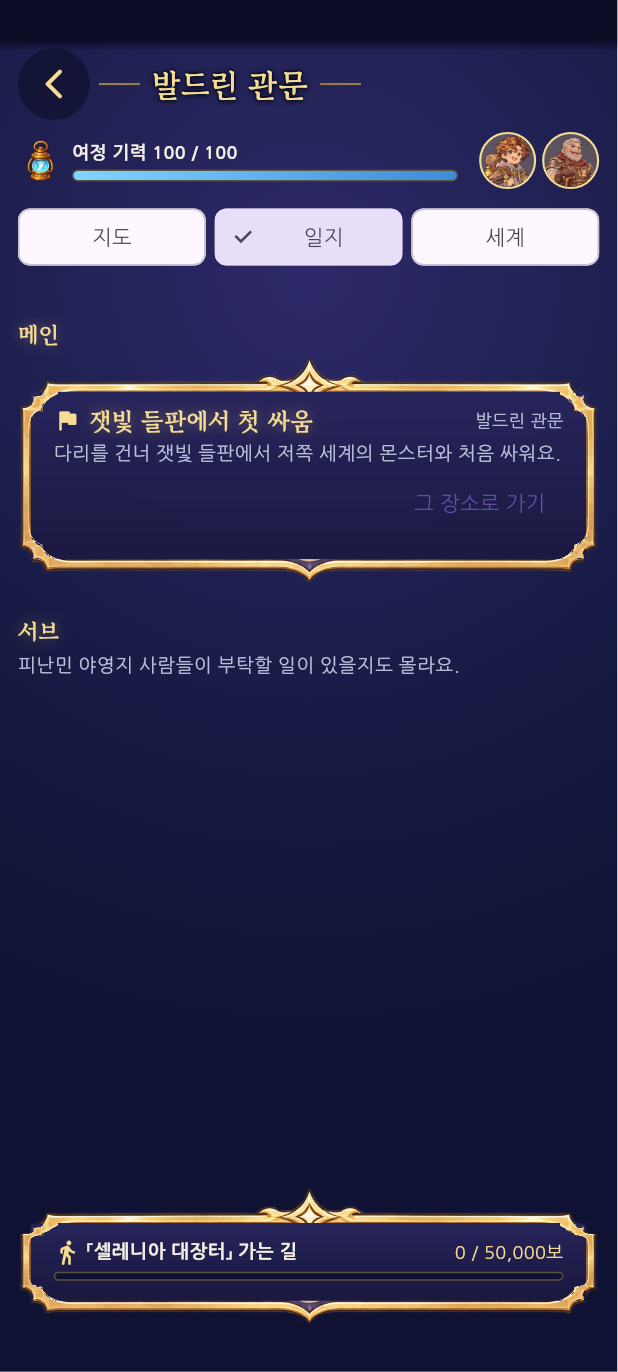 발드린 관문
여정 기력 100 / 100
지도
일지
세계
메인
잿빛 들판에서 첫 싸움
발드린 관문
다리를 건너 잿빛 들판에서 저쪽 세계의 몬스터와 처음 싸워요.
그 장소로 가기
서브
피난민 야영지 사람들이 부탁할 일이 있을지도 몰라요.
「셀레니아 대장터」 가는 길
0 / 50,000보